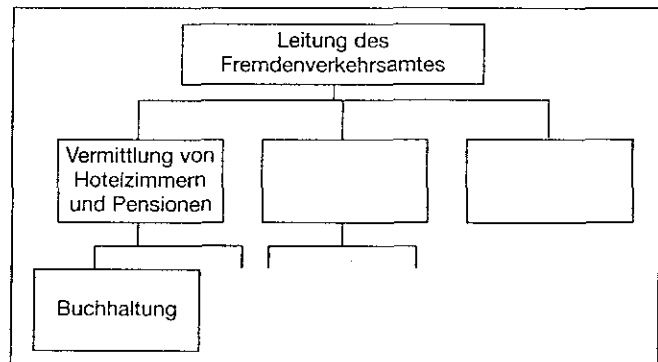 Leitung des
Fremdenverkehrsamtes
Vermittlung von
Hotelzimmern
und Pensionen
Buchhaltung